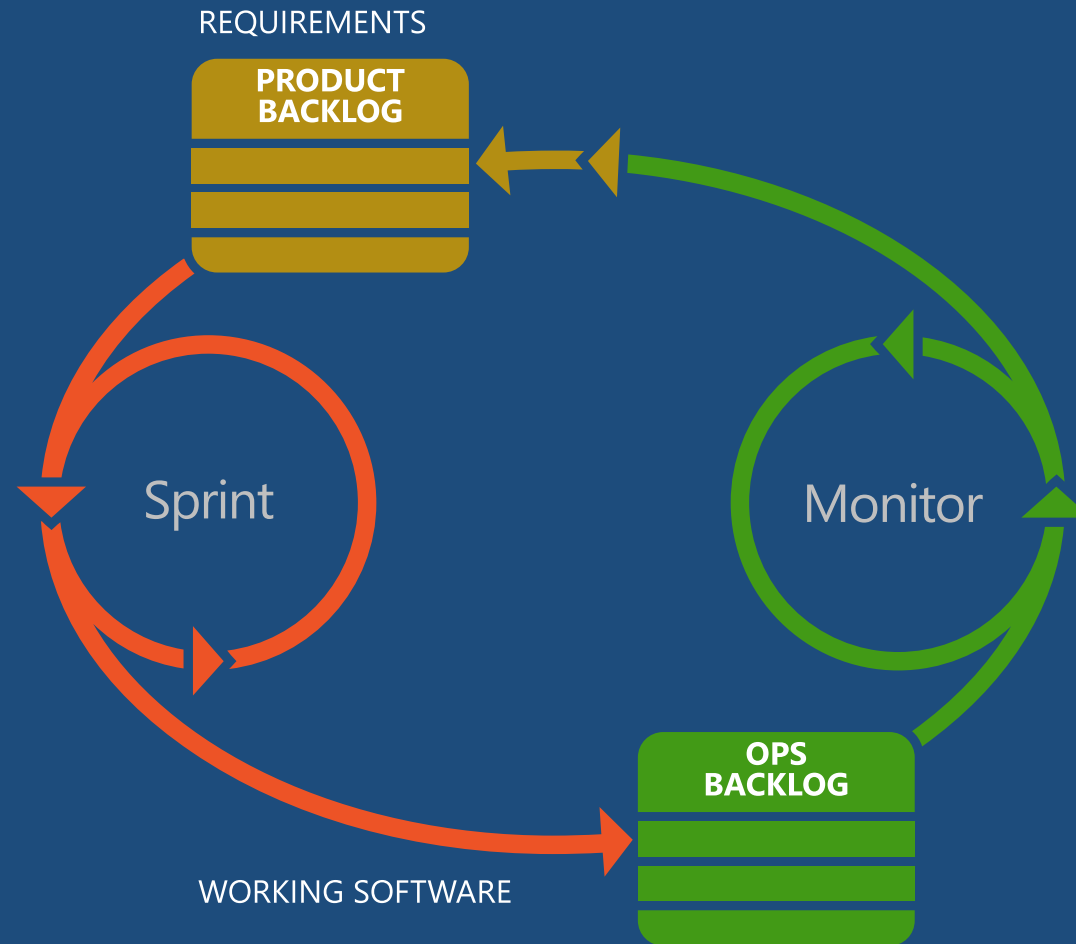 REQUIREMENTS
PRODUCT
BACKLOG
Sprint
Monitor
OPS
BACKLOG
WORKING SOFTWARE